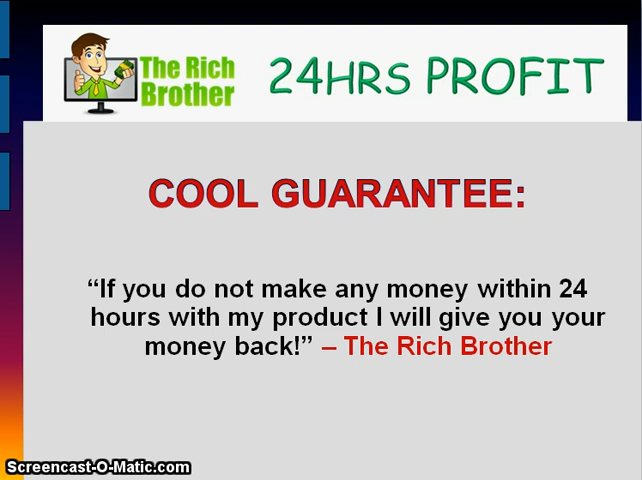 The Rich
Brother
24HRS PROFIT
COOL GUARANTEE:
“If you do not make any money within 24
hours with my product I will give you your
money back!” – The Rich Brother
Screencast-O-Matic.com